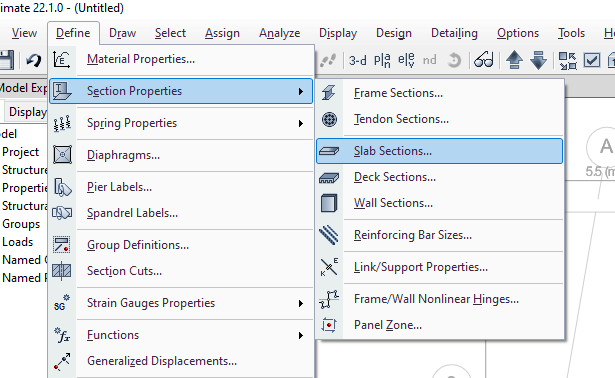 imate 22.1.0 - (Untitled)
View Define Draw Select Assign Analyze Display Design Detailing Options Tools H
3-d pla elev nd
Model Exp
Display
del
Project
Structure
Properti
Structura
Groups
Loads
Named O
Named P
Material Properties...
Section Properties
Spring Properties
Diaphragms...
Pier Labels...
Spandrel Labels...
Group Definitions...
Section Cuts...
SG Strain Gauges Properties
Functions
Generalized Displacements...
Frame Sections...
Tendon Sections...
Slab Sections...
Deck Sections...
Wall Sections...
Reinforcing Bar Sizes...
Link/Support Properties...
Frame/Wall Nonlinear Hinges...
Panel Zone...
A
5.5 (m